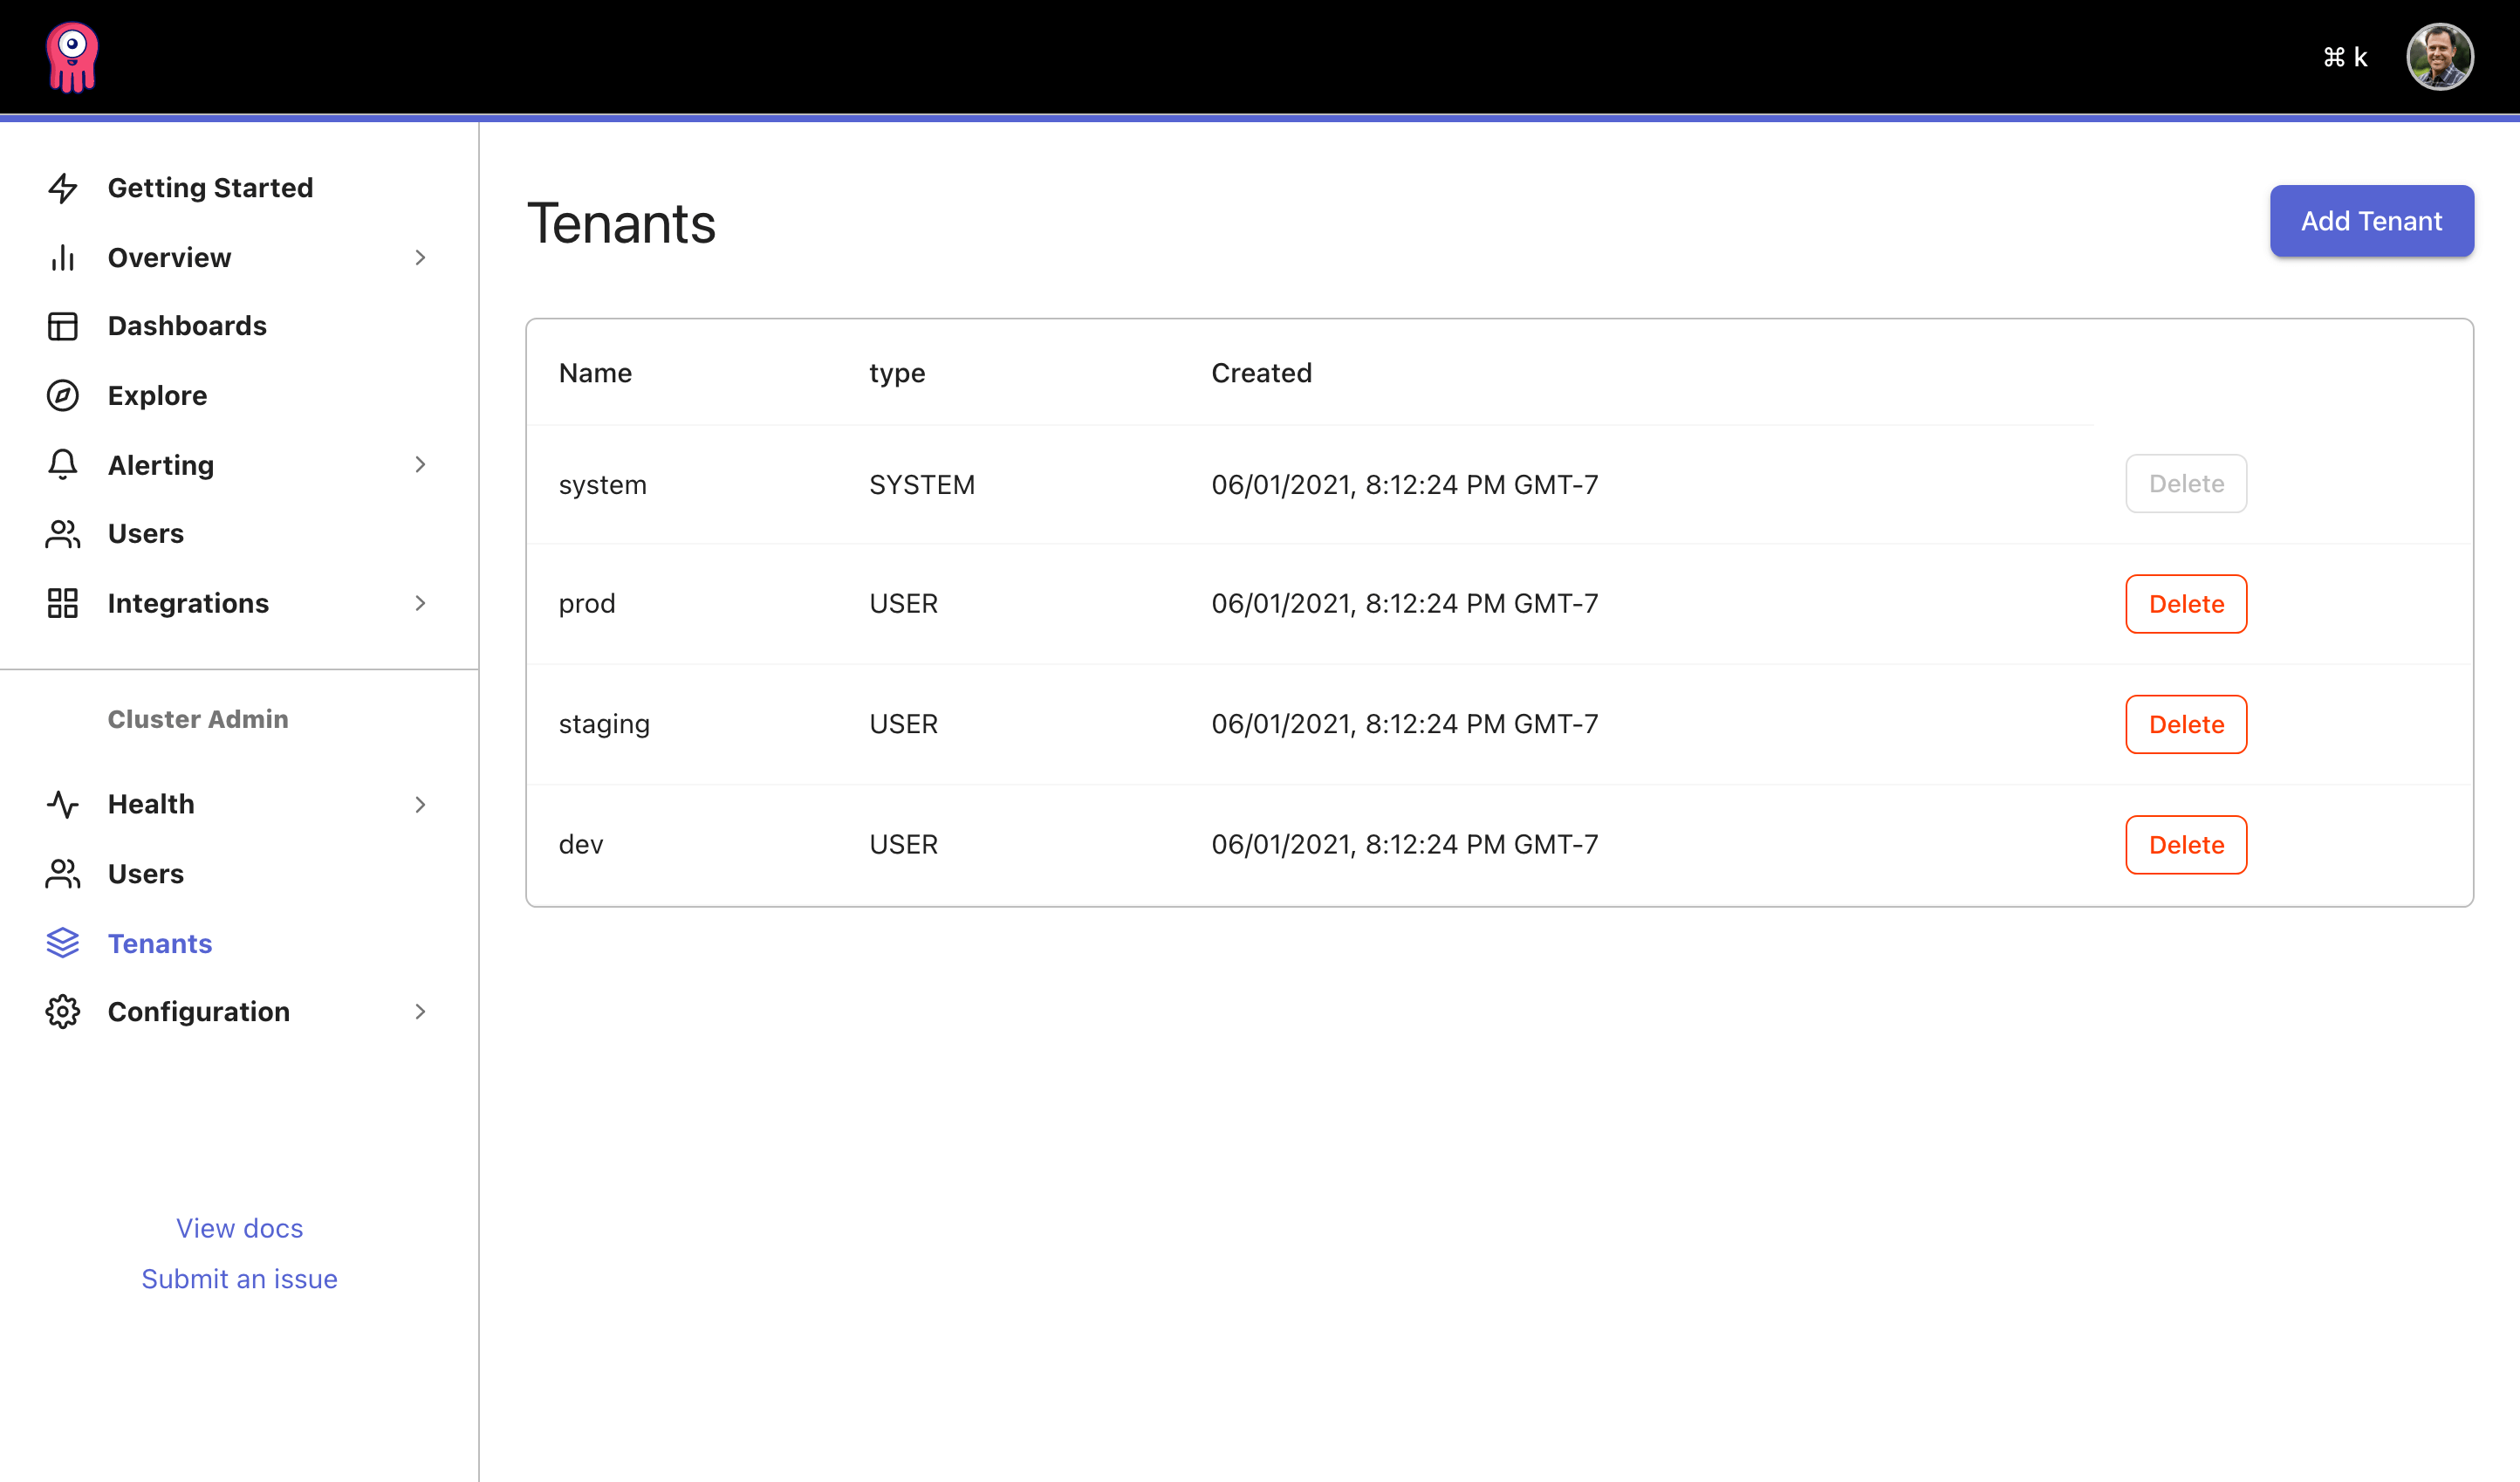 ⌘ k
Getting Started
Overview
Dashboards
Explore
Alerting
Users
Integrations
Cluster Admin
Health
Users
Tenants
Configuration
View docs
Submit an issue
Tenants
Add Tenant
Name type Created
system SYSTEM 06/01/2021, 8:12:24 PM GMT-7 Delete
prod USER 06/01/2021, 8:12:24 PM GMT-7 Delete
staging USER 06/01/2021, 8:12:24 PM GMT-7 Delete
dev USER 06/01/2021, 8:12:24 PM GMT-7 Delete